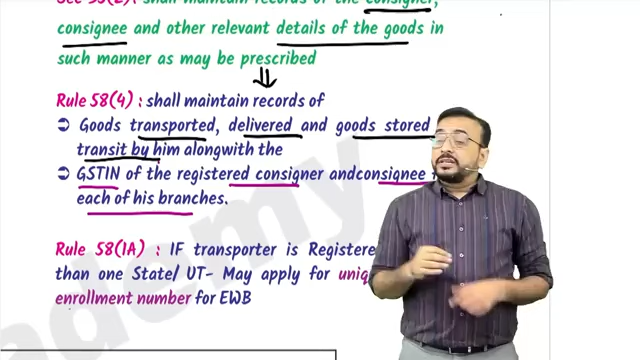 Sec 35(2): shall maintain records of the consigner,
consignee and other relevant details of the goods in
such manner as may be prescribed
Rule 58(4) : shall maintain records of
Goods transported, delivered and goods stored
transit by him alongwith the
GSTIN of the registered consigner andconsignee
each of his branches.
Rule 58(1A) : IF transporter is Registere
than one State/ UT- May apply for uniq
enrollment number for EWB
ademy